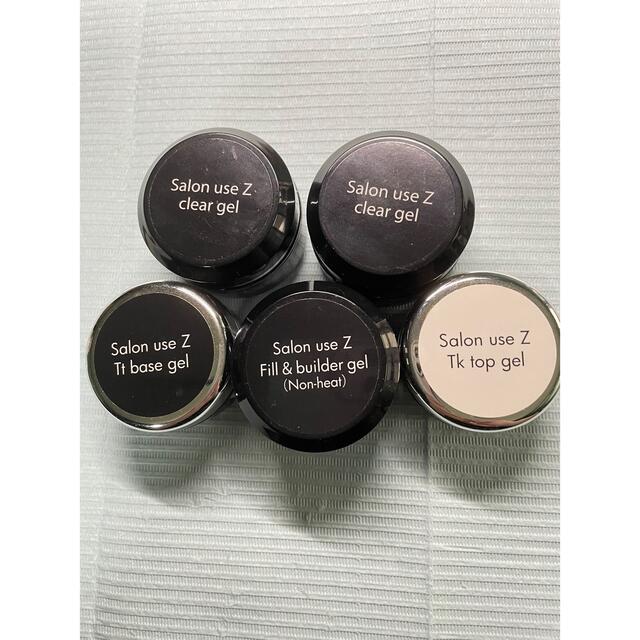 Salon use Z
clear gel
Salon use Z
clear gel
Salon use Z
Tt base gel
Salon use Z
Fill & builder gel
(Non-heat)
Salon use Z
Tk top gel